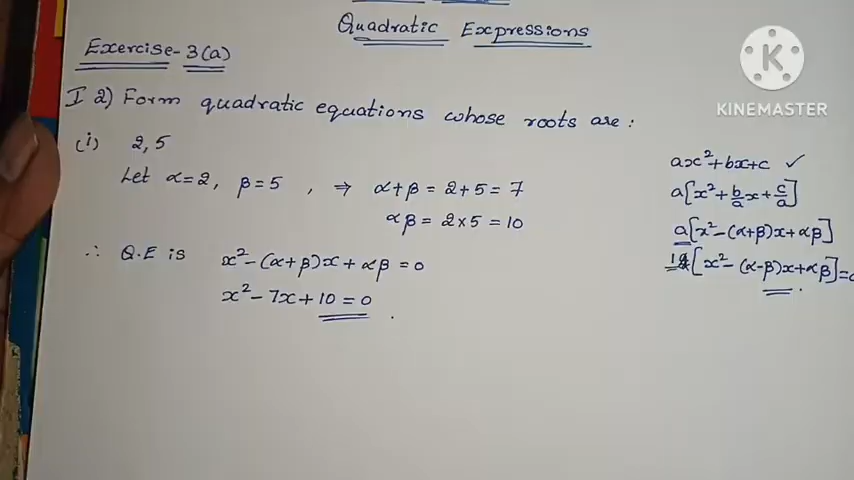 Quadratic Expressions
Exercise-3(a)
I 2) Form quadratic equations whose roots are :
(i) 2, 5
Let α=2, β=5 , ⇒ α+β = 2+5 = 7
αβ = 2×5 = 10
∴ Q.E is x²-(α+β)x+αβ=0
x²-7x+10=0 .
ax²+bx+c ✓
a[x²+b/a x+c/a]
a[x²-(α+β)x+αβ]
[x²-(α-β)x+αβ]=0
KINEMASTER